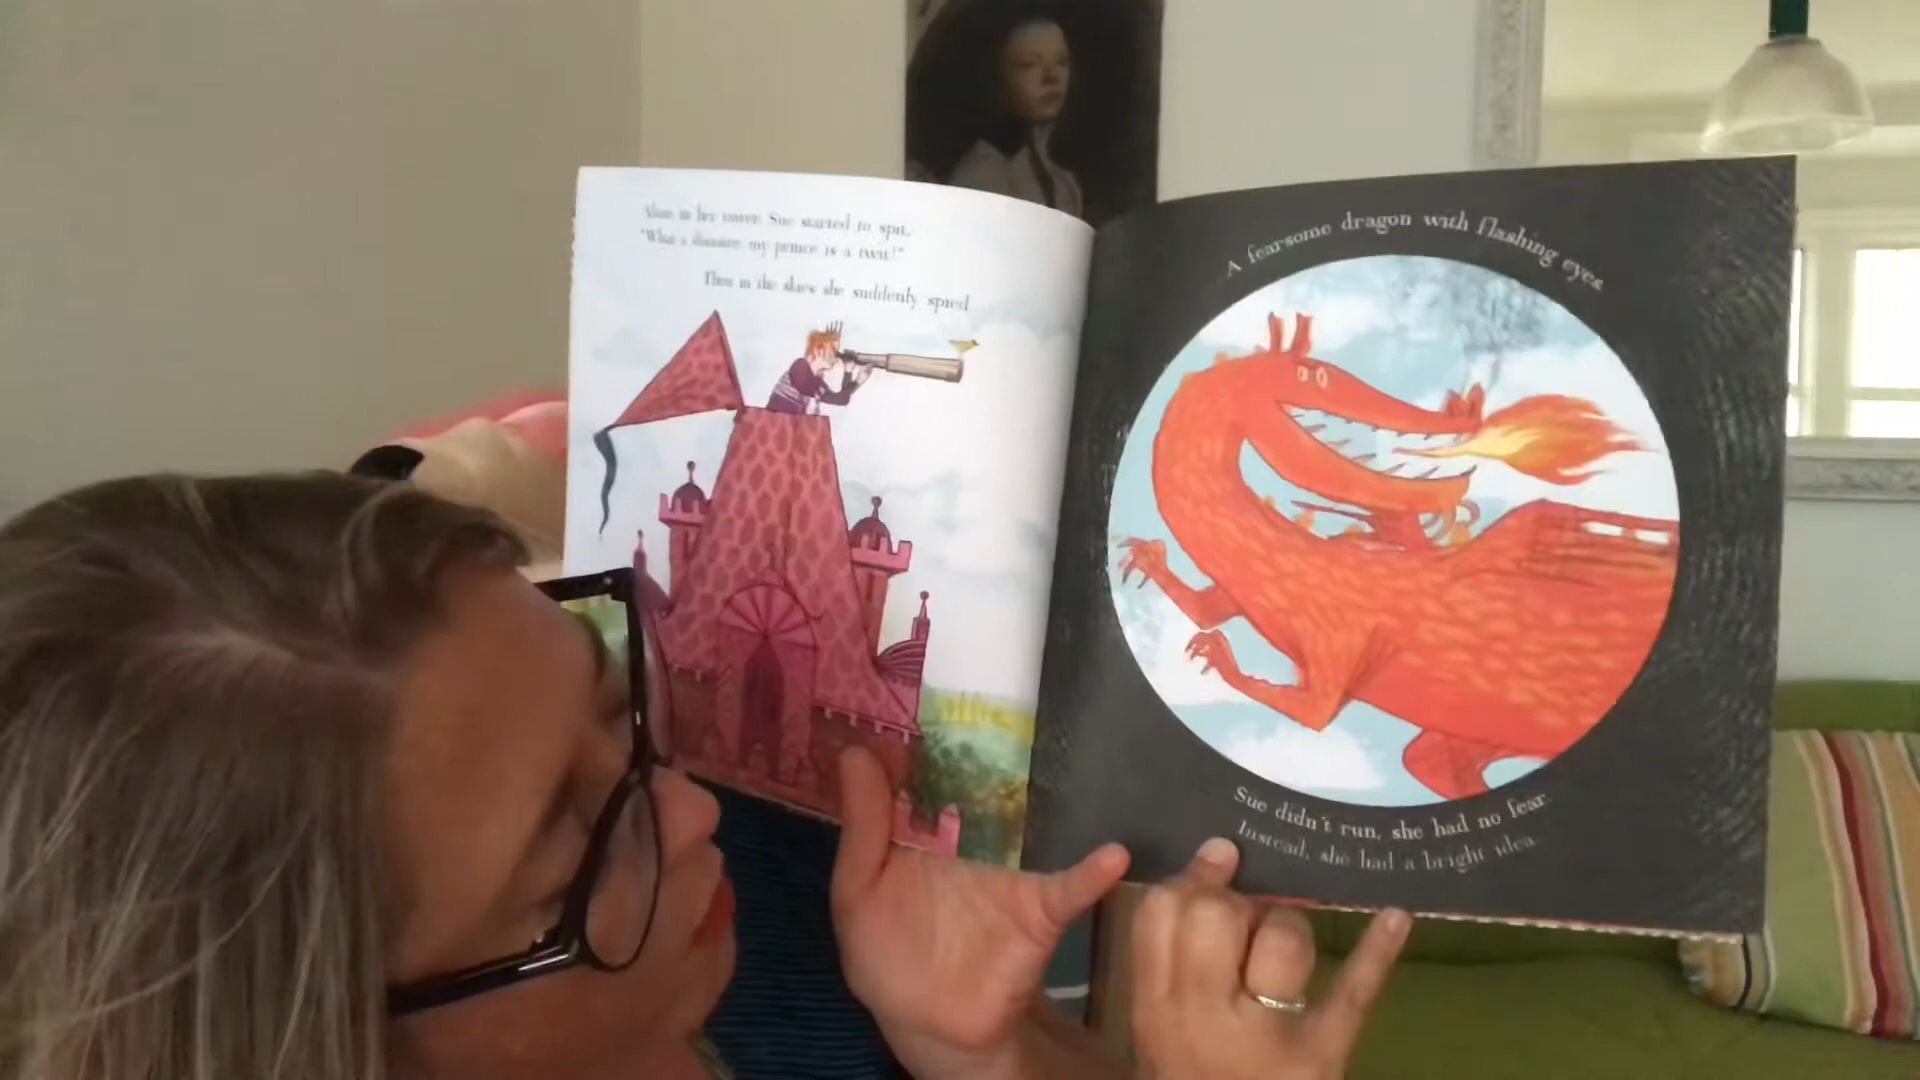 Alone in her tower, Sue started to spit,
"What a dunnite my prince is a twit!"
Then in the skies she suddenly spied
A fearsome dragon with flashing eyes.
Sue didn't run, she had no fear.
Instead, she had a bright idea.